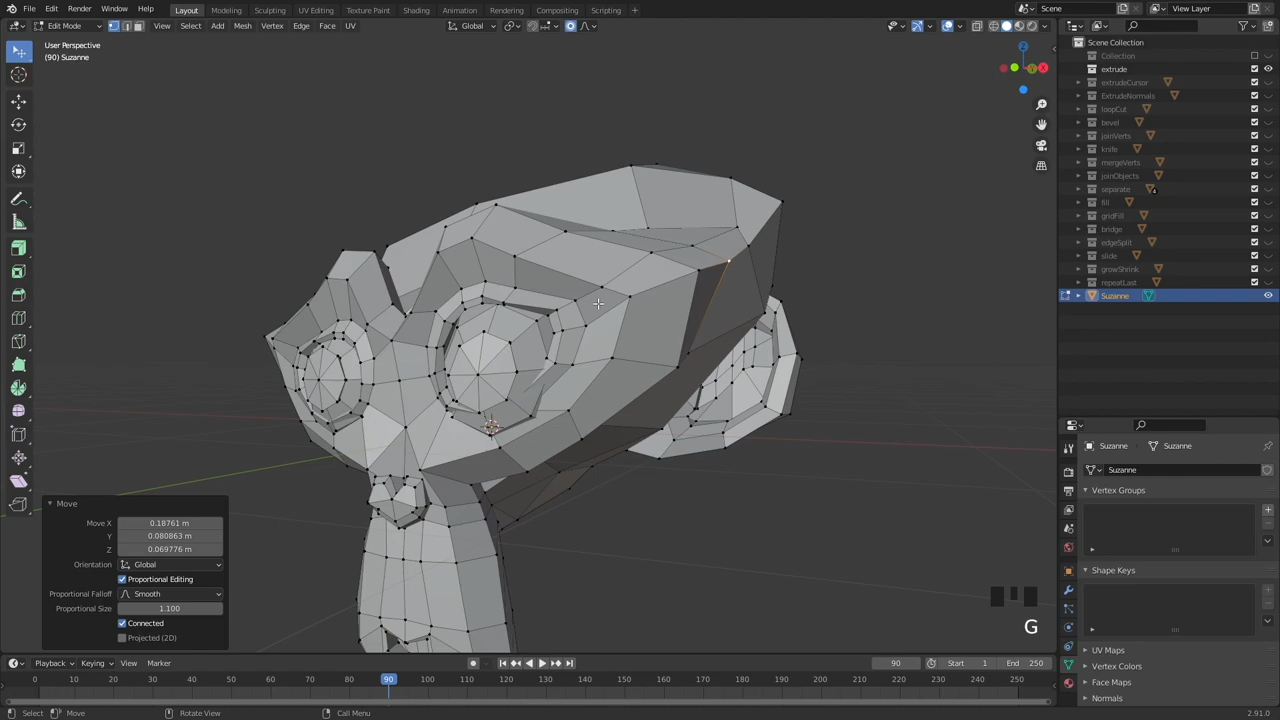 File Edit Render Window Help Layout Modeling Sculpting UV Editing Texture Paint Shading Animation Rendering Compositing Scripting + Scene View Layer
Edit Mode View Select Add Mesh Vertex Edge Face UV Global
User Perspective
(90) Suzanne
Scene Collection
Collection
extrude
extrudeCursor
ExtrudeNormals
loopCut
bevel
joinVerts
knife
mergeVerts
joinObjects
separate 4
fill
gridFill
bridge
edgeSplit
slide
growShrink
repeatLast
Suzanne
Z
Y X
Suzanne Suzanne
Suzanne
Vertex Groups
Shape Keys
UV Maps
Vertex Colors
Face Maps
Normals
Move
Move X 0.18761 m
Y 0.080863 m
Z 0.069776 m
Orientation Global
Proportional Editing
Proportional Falloff Smooth
Proportional Size 1.100
Connected
Projected (2D)
G
Playback Keying View Marker 90 Start 1 End 250
0 10 20 30 40 50 60 70 80 90 100 110 120 130 140 150 160 170 180 190 200 210 220 230 240 250
Select Move Rotate View Call Menu 2.91.0